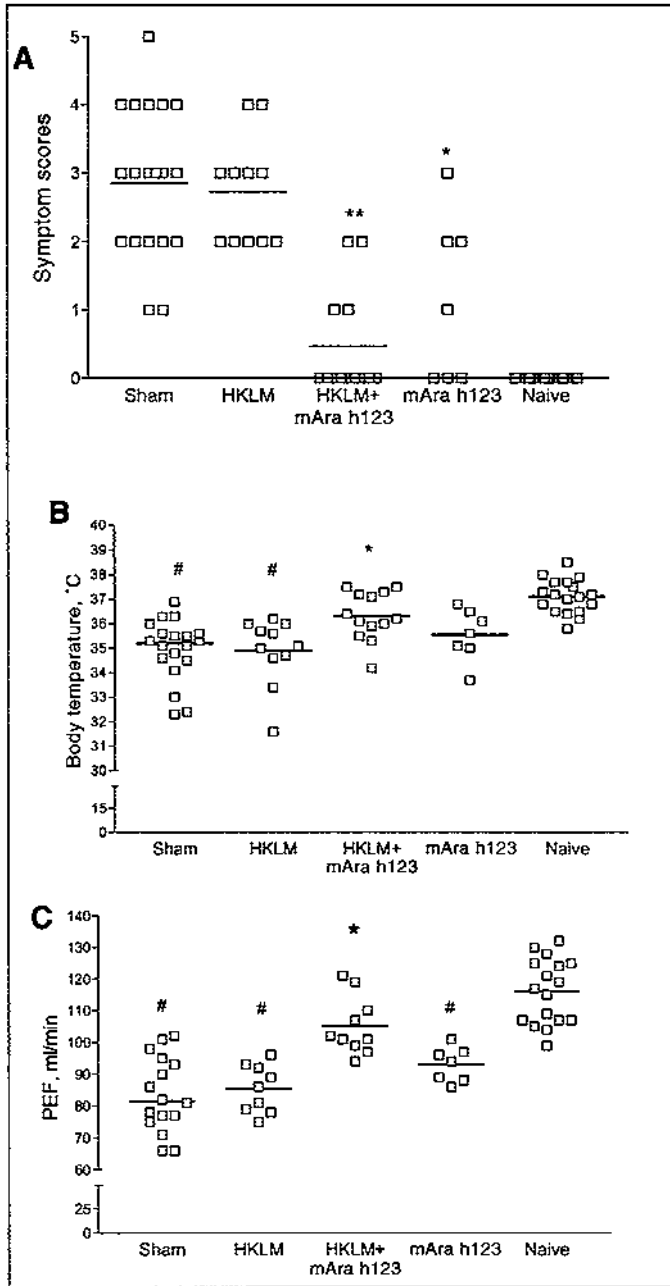 A
Symptom scores
5
4
3
2
1
0
**
*
Sham HKLM HKLM+ mAra h123 Naive
mAra h123
B
Body temperature, °C
40
39
38
37
36
35
34
33
32
31
30
15
0
# # *
Sham HKLM HKLM+ mAra h123 Naive
mAra h123
C
PEF, ml/min
140
130
120
110
100
90
80
70
60
25
0
# # * #
Sham HKLM HKLM+ mAra h123 Naive
mAra h123